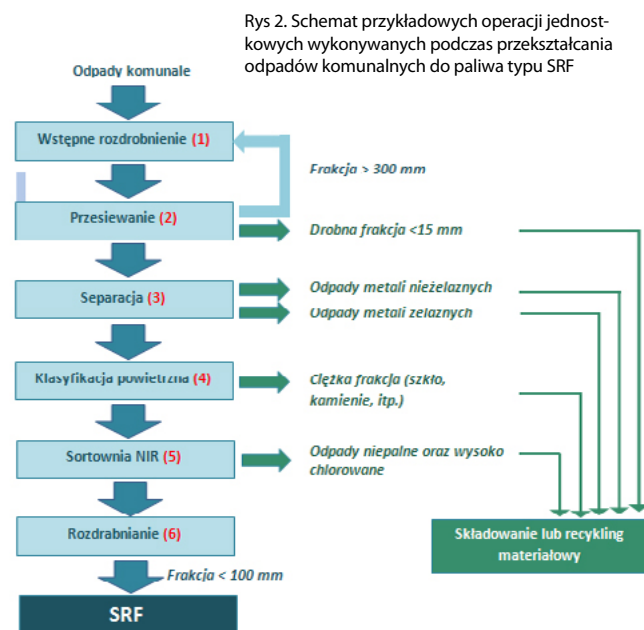 Rys 2. Schemat przykładowych operacji jednost-
kowych wykonywanych podczas przekształcania
odpadów komunalnych do paliwa typu SRF
Odpady komunalne
Wstępne rozdrobnienie (1)
Frakcja > 300 mm
Przesiewanie (2)
Drobna frakcja <15 mm
Separacja (3)
Odpady metali nieżelaznych
Odpady metali żelaznych
Klasyfikacja powietrzna (4)
Ciężka frakcja (szkło,
kamienie, itp.)
Sortownia NIR (5)
Odpady niepalne oraz wysoko
chlorowane
Rozdrabnianie (6)
Składowanie lub recykling
materiałowy
Frakcja < 100 mm
SRF